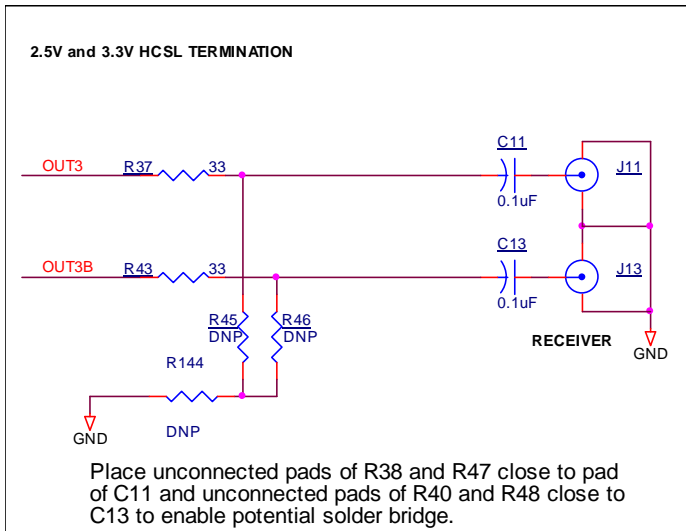 2.5V and 3.3V HCSL TERMINATION
C11
OUT3 R37 33 J11
0.1uF
C13
OUT3B R43 33 J13
0.1uF
R45 R46
DNP DNP
RECEIVER
GND
R144
GND
DNP
Place unconnected pads of R38 and R47 close to pad
of C11 and unconnected pads of R40 and R48 close to
C13 to enable potential solder bridge.